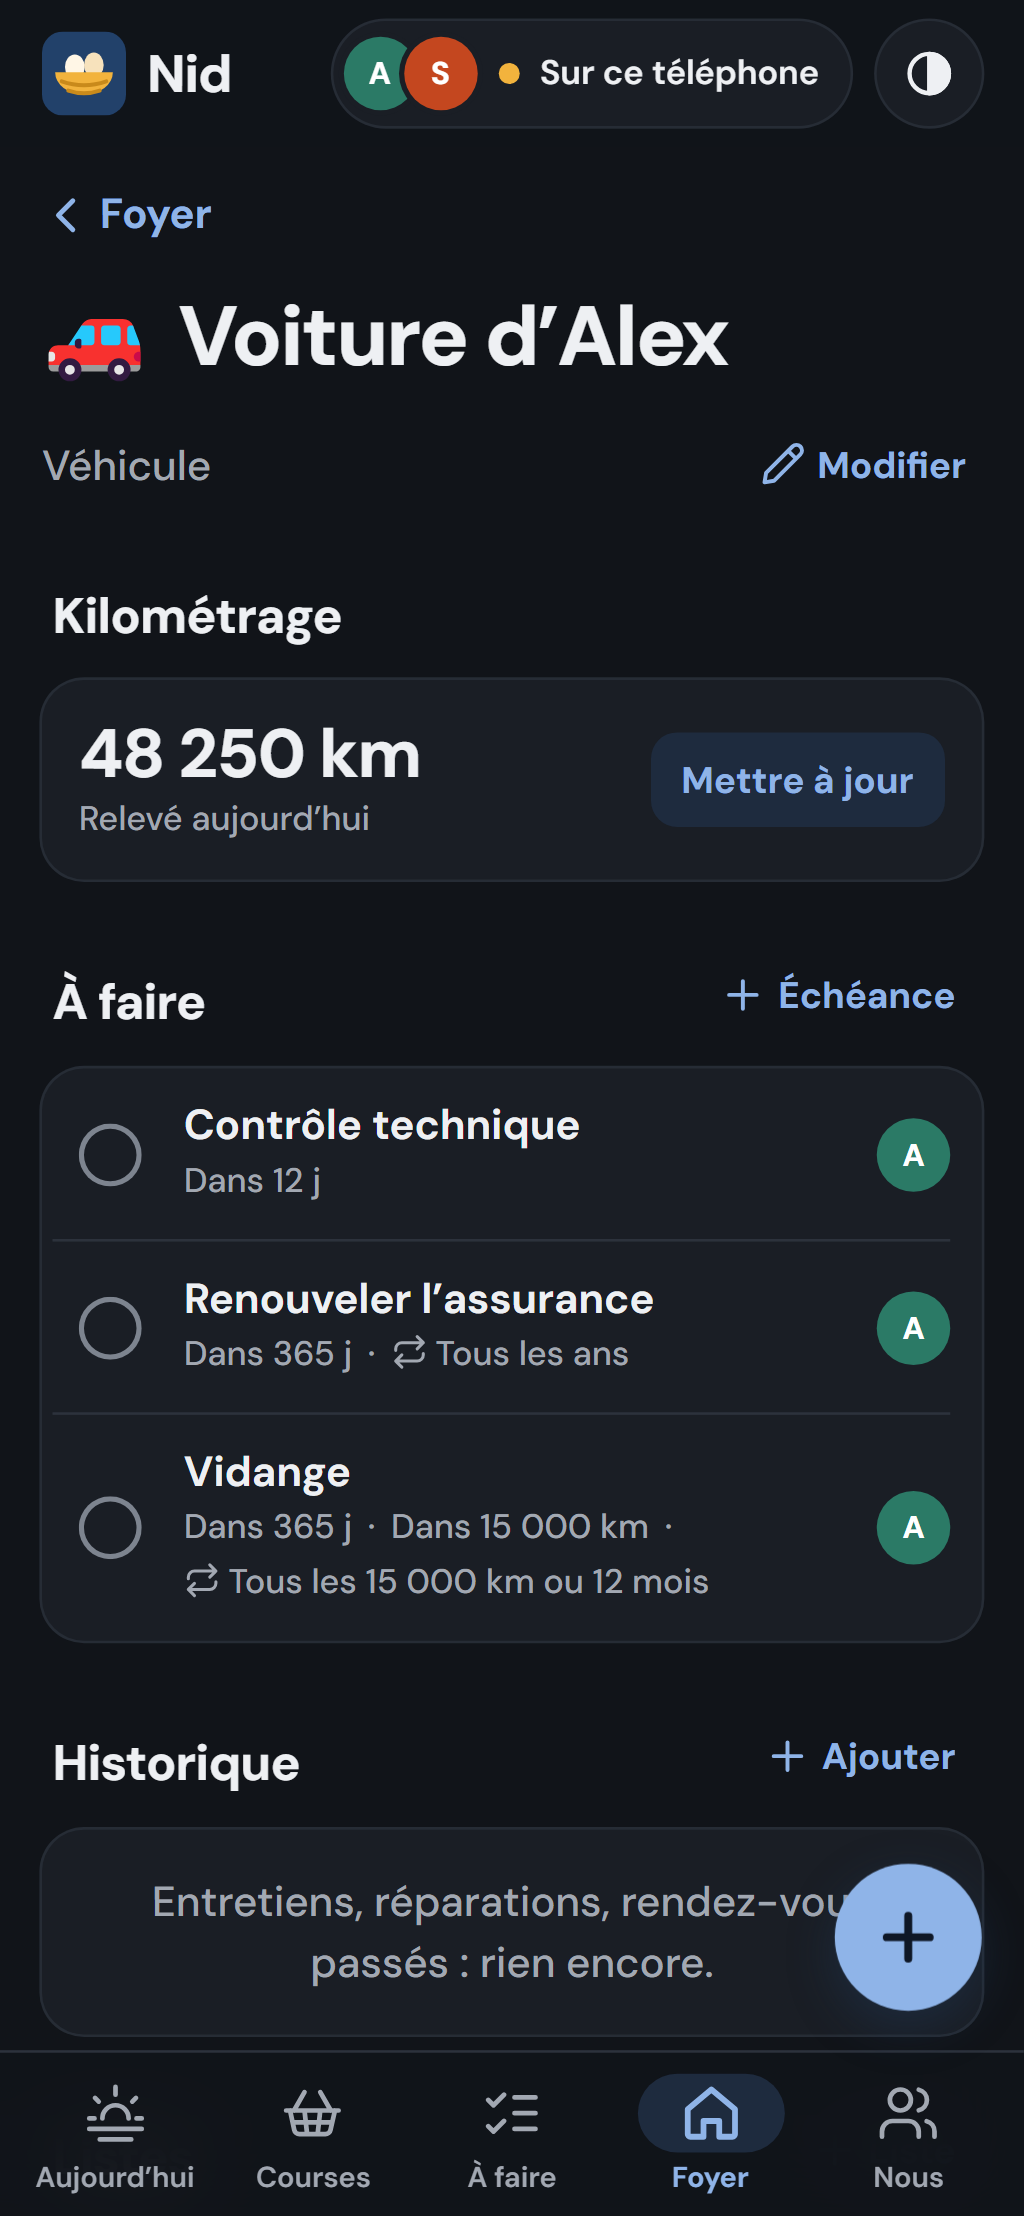 Nid
A
S
Sur ce téléphone
Foyer
Voiture d’Alex
Véhicule
Modifier
Kilométrage
48 250 km
Relevé aujourd’hui
Mettre à jour
À faire
Échéance
Contrôle technique
Dans 12 j
A
Renouveler l’assurance
Dans 365 j · Tous les ans
A
Vidange
Dans 365 j · Dans 15 000 km ·
Tous les 15 000 km ou 12 mois
A
Historique
Ajouter
Entretiens, réparations, rendez-vou
passés : rien encore.
Aujourd’hui
Courses
À faire
Foyer
Nous